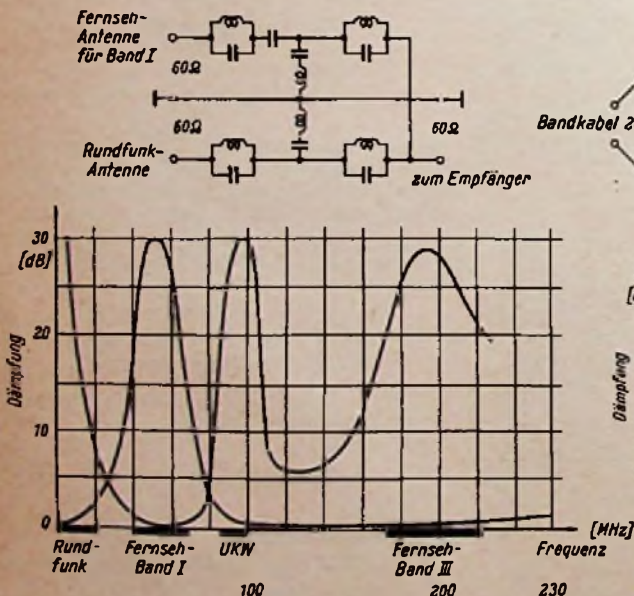 Fernseh-
Antenne
für Band I
60Ω
60Ω
60Ω
Rundfunk-
Antenne
zum Empfänger
Bandkabel 2
30
[dB]
20
10
0
Dämpfung
Dämpfung
[MHz]
Rund-
funk
Fernseh-
Band I
UKW
Fernseh-
Band III
Frequenz
100
200
230